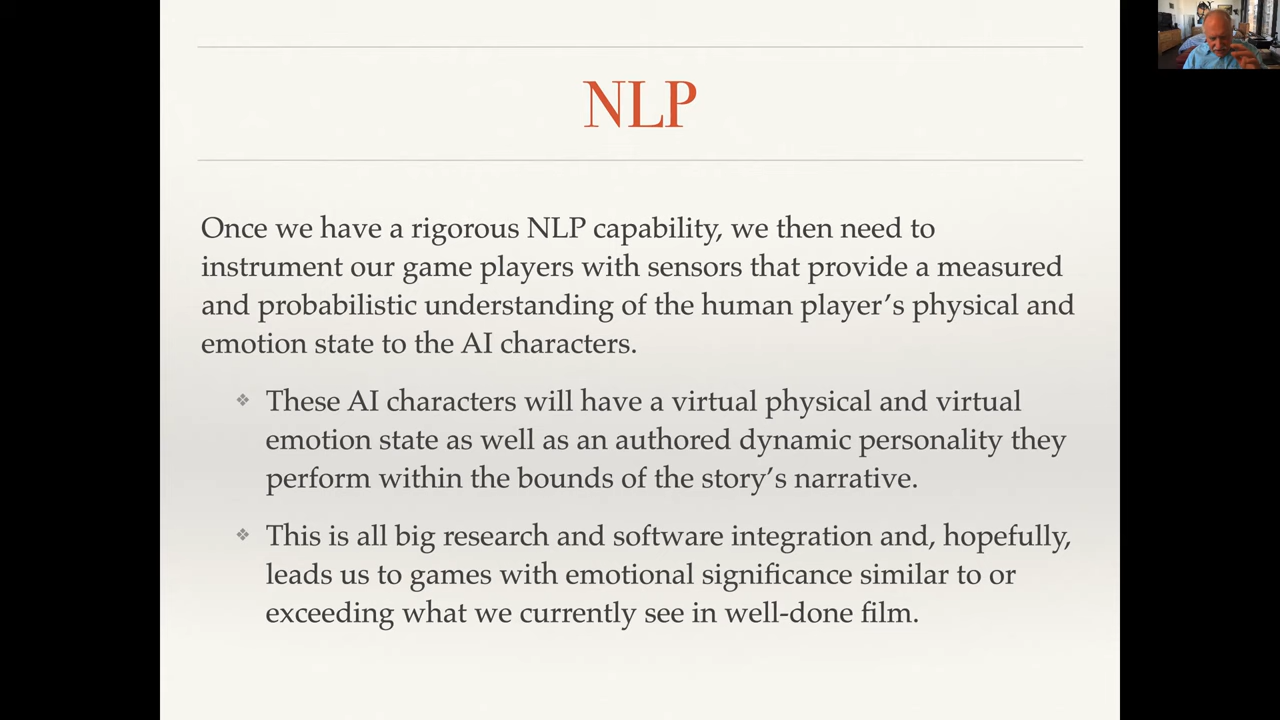 NLP
Once we have a rigorous NLP capability, we then need to
instrument our game players with sensors that provide a measured
and probabilistic understanding of the human player’s physical and
emotion state to the AI characters.
These AI characters will have a virtual physical and virtual
emotion state as well as an authored dynamic personality they
perform within the bounds of the story’s narrative.
This is all big research and software integration and, hopefully,
leads us to games with emotional significance similar to or
exceeding what we currently see in well-done film.